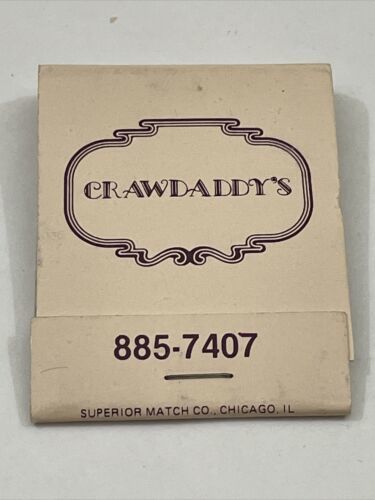 CRAWDADDY'S
885-7407
SUPERIOR MATCH CO., CHICAGO, IL